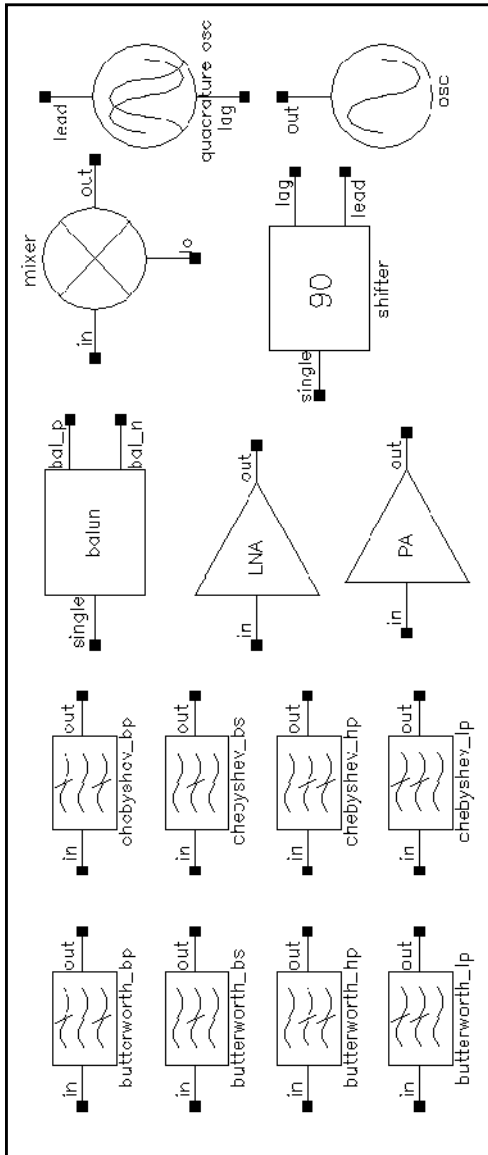 lead
quadrature osc
lag
out
osc
mixer
in
out
lo
lag
lead
90
single
shifter
bal_p
bal_n
balun
single
in
LNA
out
in
PA
out
in
out
chebyshev_bp
in
out
chebyshev_bs
in
out
chebyshev_hp
in
out
chebyshev_lp
in
out
butterworth_bp
in
out
butterworth_bs
in
out
butterworth_hp
in
out
butterworth_lp